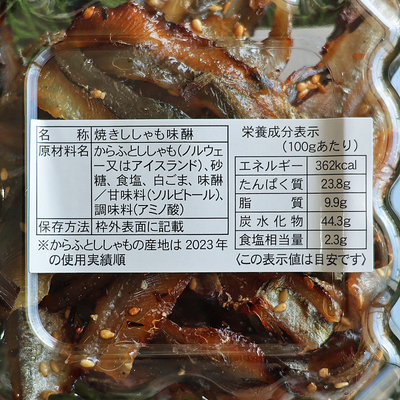 名 称 焼きししゃも味醂
原材料名 からふとししゃも(ノルウェ
ー又はアイスランド)、砂
糖、食塩、白ごま、味醂
/甘味料(ソルビトール)、
調味料(アミノ酸)
保存方法 枠外表面に記載
※からふとししゃもの産地は2023年
の使用実績順
栄養成分表示
(100gあたり)
エネルギー 362kcal
たんぱく質 23.8g
脂質 9.9g
炭水化物 44.3g
食塩相当量 2.3g
〈この表示値は目安です〉